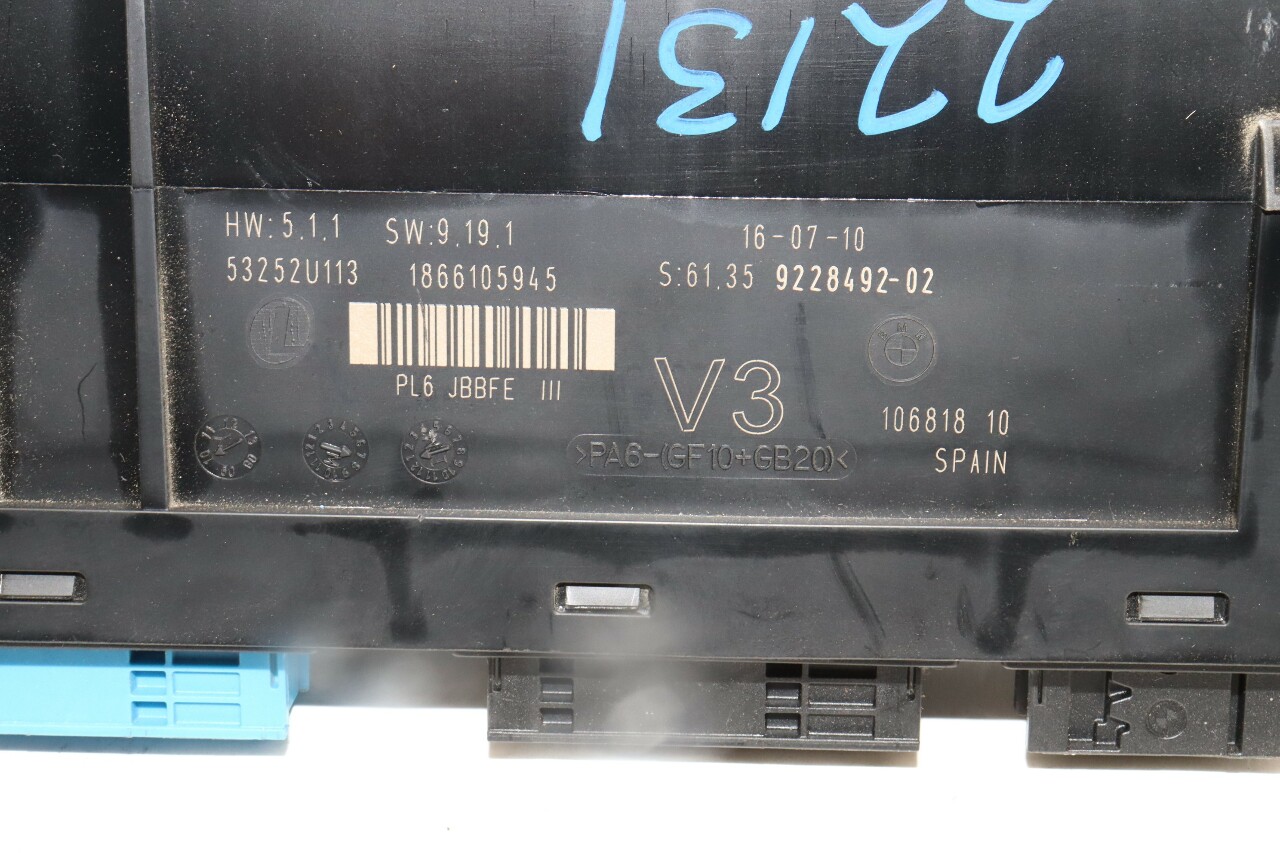 22131
HW: 5.1.1 SW:9.19.1 16-07-10
53252U113 1866105945 S:61.35 9228492-02
BMW
PL6 JBBFE III
V3
106818 10
>PA6-(GF10+GB20)<
SPAIN